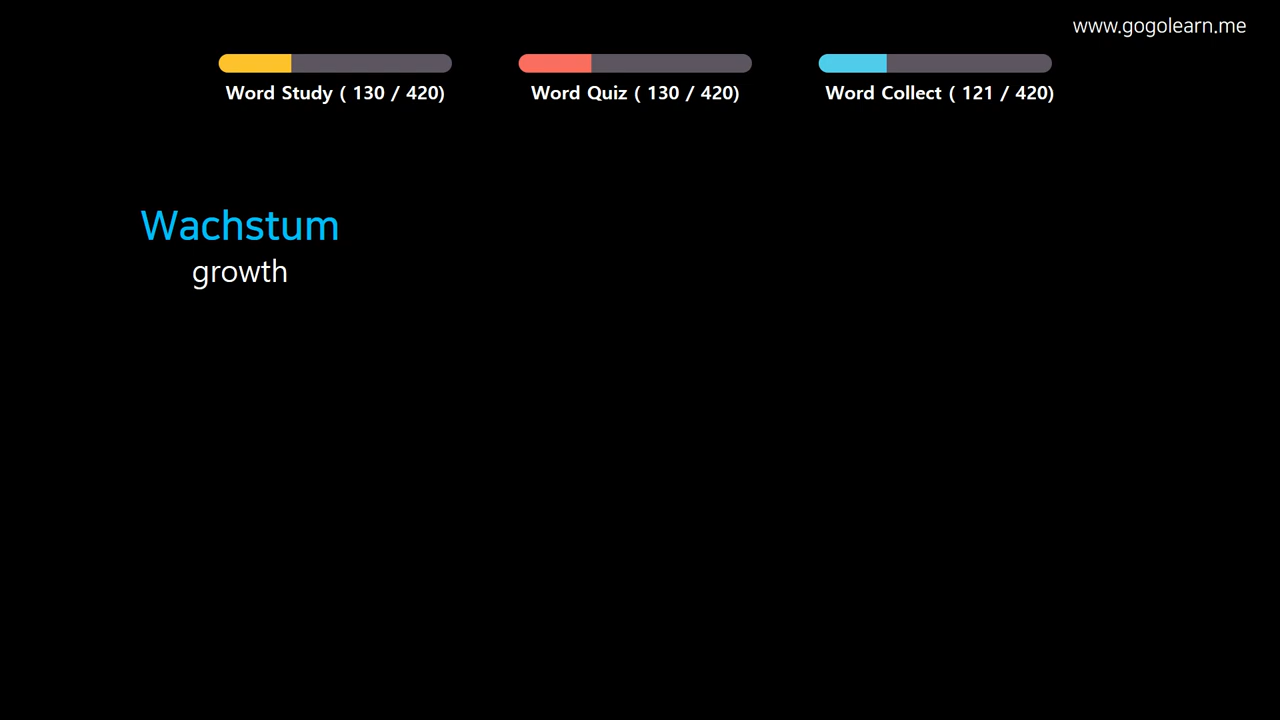 www.gogolearn.me
Word Study ( 130 / 420)
Word Quiz ( 130 / 420)
Word Collect ( 121 / 420)
Wachstum
growth